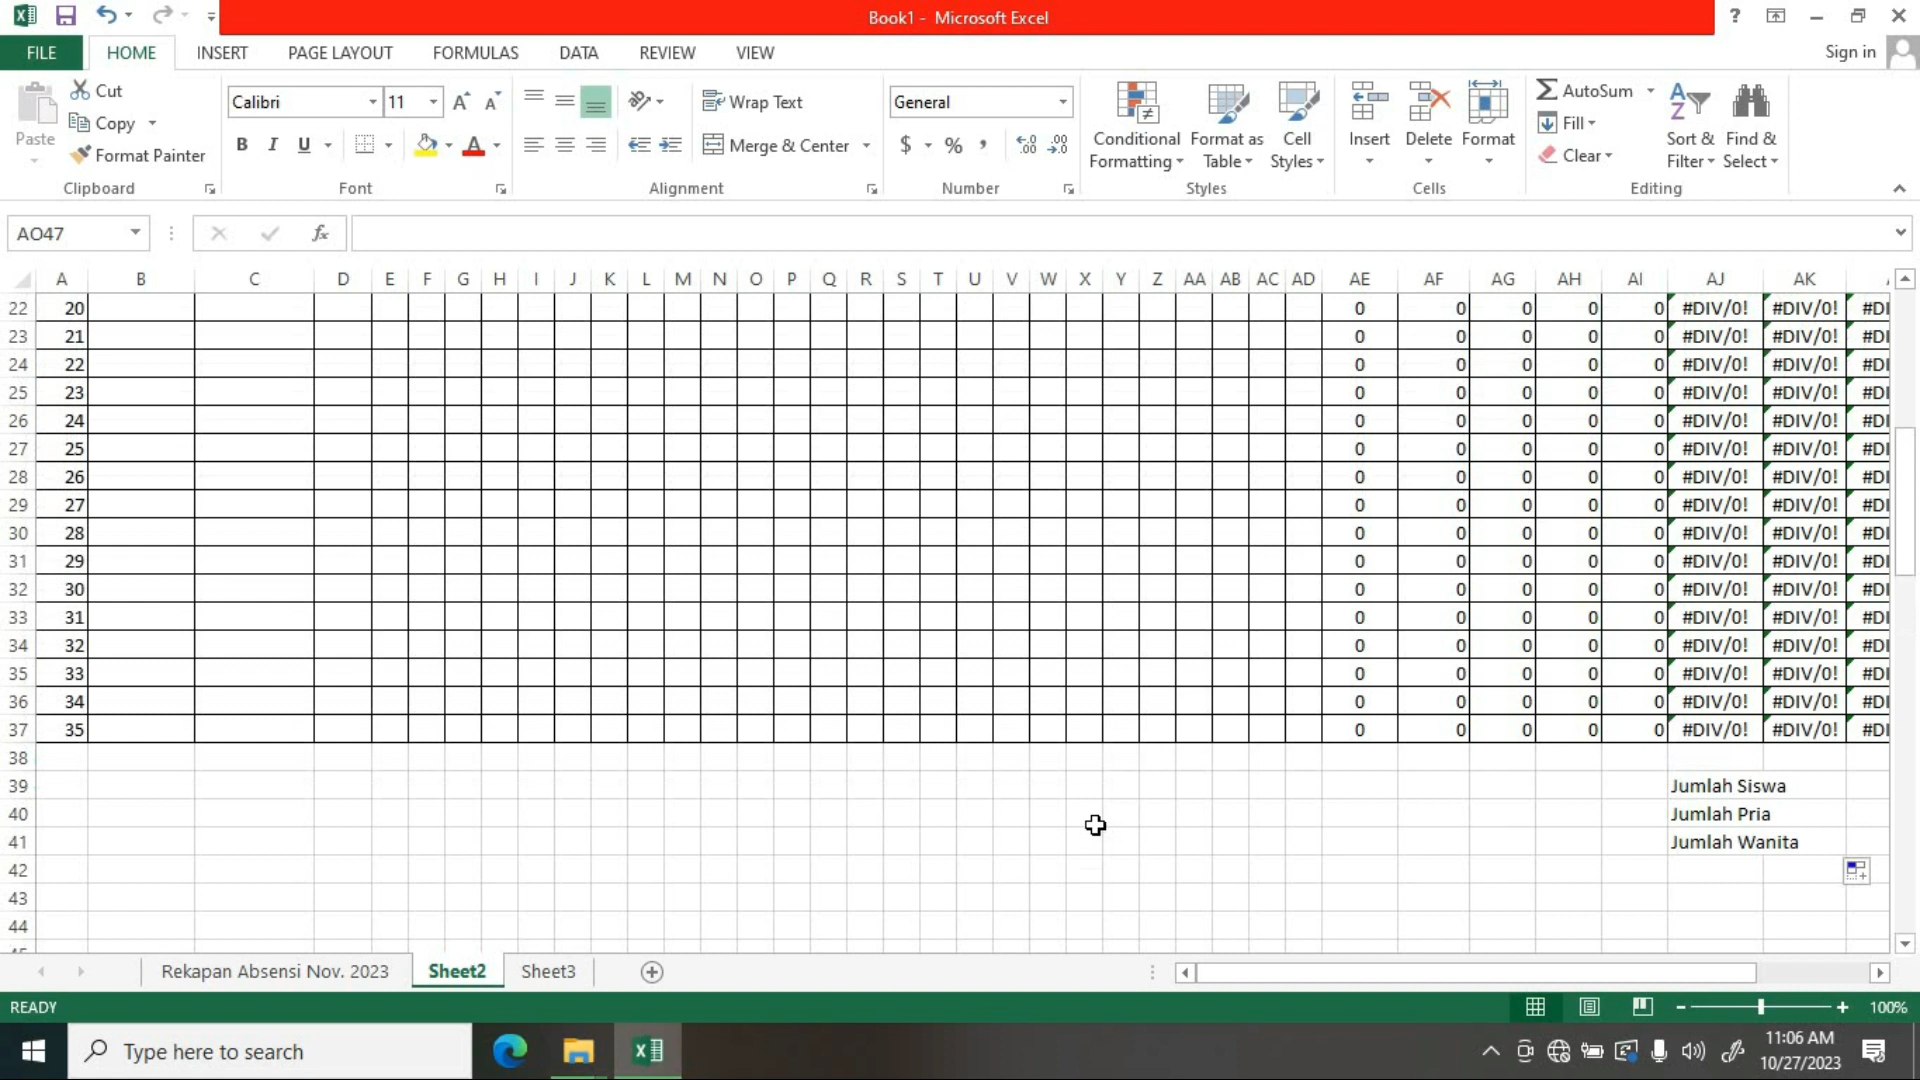 Book1 - Microsoft Excel
?
FILE HOME INSERT PAGE LAYOUT FORMULAS DATA REVIEW VIEW Sign in
Paste
Cut
Copy
Format Painter
Clipboard
Calibri 11
B I U
Font
Wrap Text
Merge & Center
Alignment
General
$ % ,
Number
Conditional Formatting
Format as Table
Cell Styles
Styles
Insert
Delete
Format
Cells
AutoSum
Fill
Clear
Sort & Filter
Find & Select
Editing
AO47 fx
A B C D E F G H I J K L M N O P Q R S T U V W X Y Z AA AB AC AD AE AF AG AH AI AJ AK
22 20 0 0 0 0 0 #DIV/0! #DIV/0! #DI
23 21 0 0 0 0 0 #DIV/0! #DIV/0! #DI
24 22 0 0 0 0 0 #DIV/0! #DIV/0! #DI
25 23 0 0 0 0 0 #DIV/0! #DIV/0! #DI
26 24 0 0 0 0 0 #DIV/0! #DIV/0! #DI
27 25 0 0 0 0 0 #DIV/0! #DIV/0! #DI
28 26 0 0 0 0 0 #DIV/0! #DIV/0! #DI
29 27 0 0 0 0 0 #DIV/0! #DIV/0! #DI
30 28 0 0 0 0 0 #DIV/0! #DIV/0! #DI
31 29 0 0 0 0 0 #DIV/0! #DIV/0! #DI
32 30 0 0 0 0 0 #DIV/0! #DIV/0! #DI
33 31 0 0 0 0 0 #DIV/0! #DIV/0! #DI
34 32 0 0 0 0 0 #DIV/0! #DIV/0! #DI
35 33 0 0 0 0 0 #DIV/0! #DIV/0! #DI
36 34 0 0 0 0 0 #DIV/0! #DIV/0! #DI
37 35 0 0 0 0 0 #DIV/0! #DIV/0! #DI
38
39 Jumlah Siswa
40 Jumlah Pria
41 Jumlah Wanita
42
43
44
Rekapan Absensi Nov. 2023 Sheet2 Sheet3
READY 100%
Type here to search
11:06 AM
10/27/2023